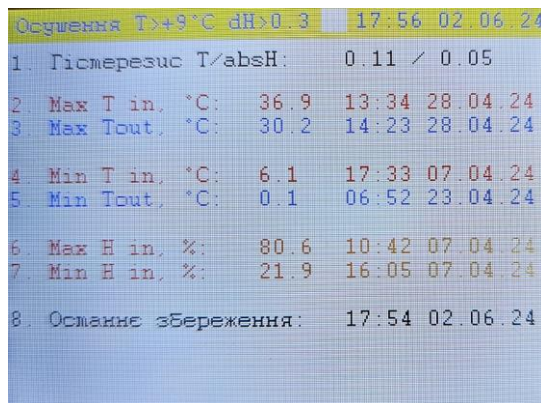 Осушення T>+9°C dH>0.3 17:56 02.06.24
1. Гістерезис T/absH: 0.11 / 0.05
2. Max T in, °C: 36.9 13:34 28.04.24
3. Max Tout, °C: 30.2 14:23 28.04.24
4. Min T in, °C: 6.1 17:33 07.04.24
5. Min Tout, °C: 0.1 06:52 23.04.24
6. Max H in, %: 80.6 10:42 07.04.24
7. Min H in, %: 21.9 16:05 07.04.24
8. Останнє збереження: 17:54 02.06.24